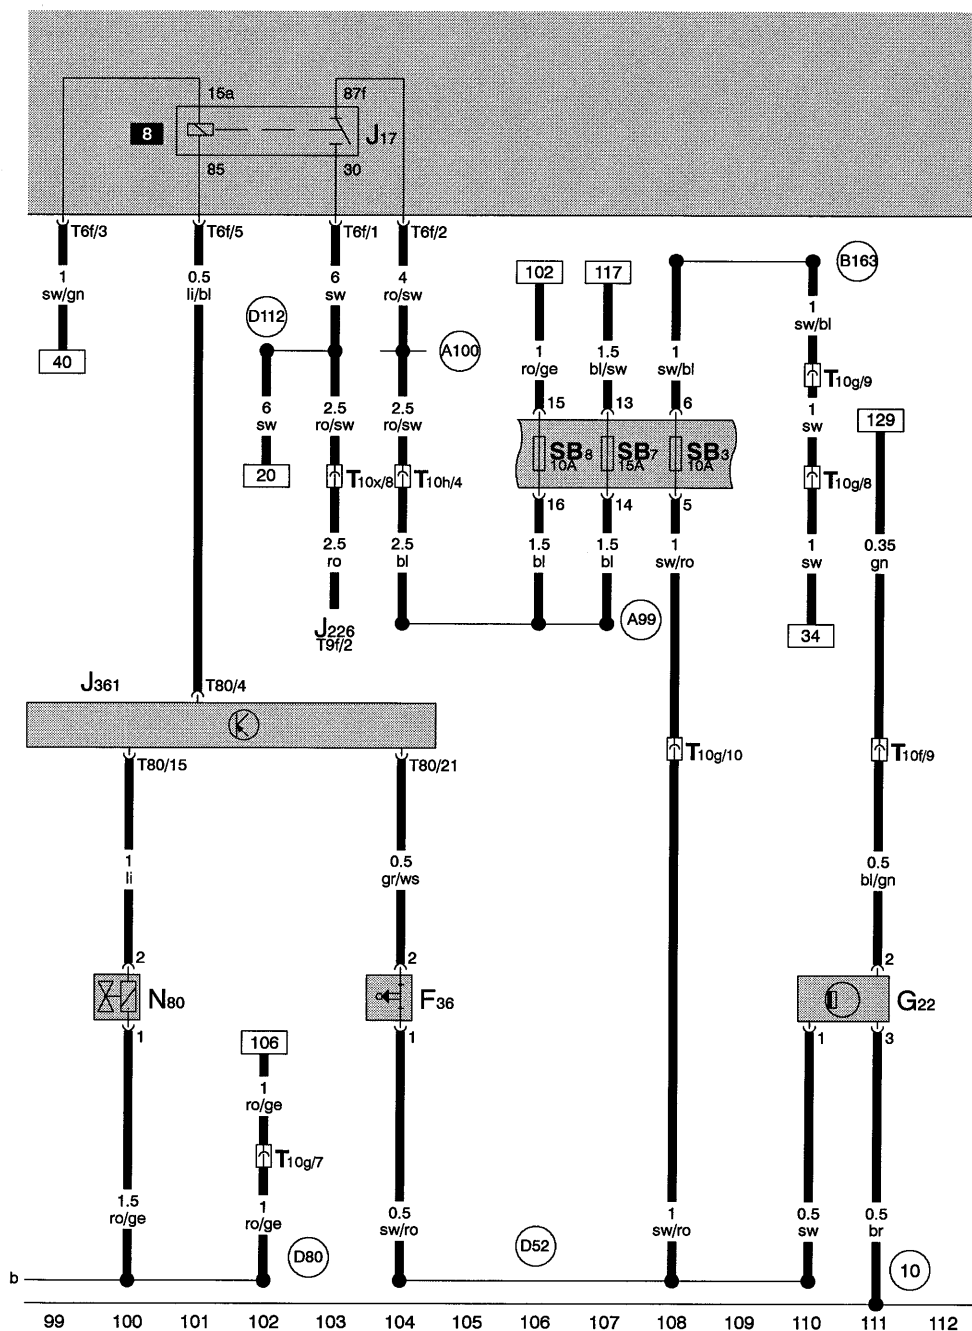 15a
87f
8
J17
85
30
T6f/3
T6f/5
T6f/1
T6f/2
1
sw/gn
0.5
li/bl
6
sw
4
ro/sw
102
117
B163
D112
1
sw/bl
40
A100
1
ro/ge
1.5
bl/sw
1
sw/bl
T10g/9
6
sw
2.5
ro/sw
2.5
ro/sw
15
13
6
1
sw
129
20
T10x/8
T10h/4
SB8
10A
SB7
15A
SB3
10A
T10g/8
16
14
5
2.5
ro
2.5
bl
1.5
bl
1.5
bl
1
sw/ro
1
sw
0.35
gn
J226
T9f/2
A99
34
J361
T80/4
T80/15
T80/21
T10g/10
T10f/9
1
li
0.5
gr/ws
0.5
bl/gn
2
2
2
N80
F36
G22
1
106
1
1
3
1
ro/ge
T10g/7
1.5
ro/ge
1
ro/ge
0.5
sw/ro
1
sw/ro
0.5
sw
0.5
br
D80
D52
10
b
99 100 101 102 103 104 105 106 107 108 109 110 111 112